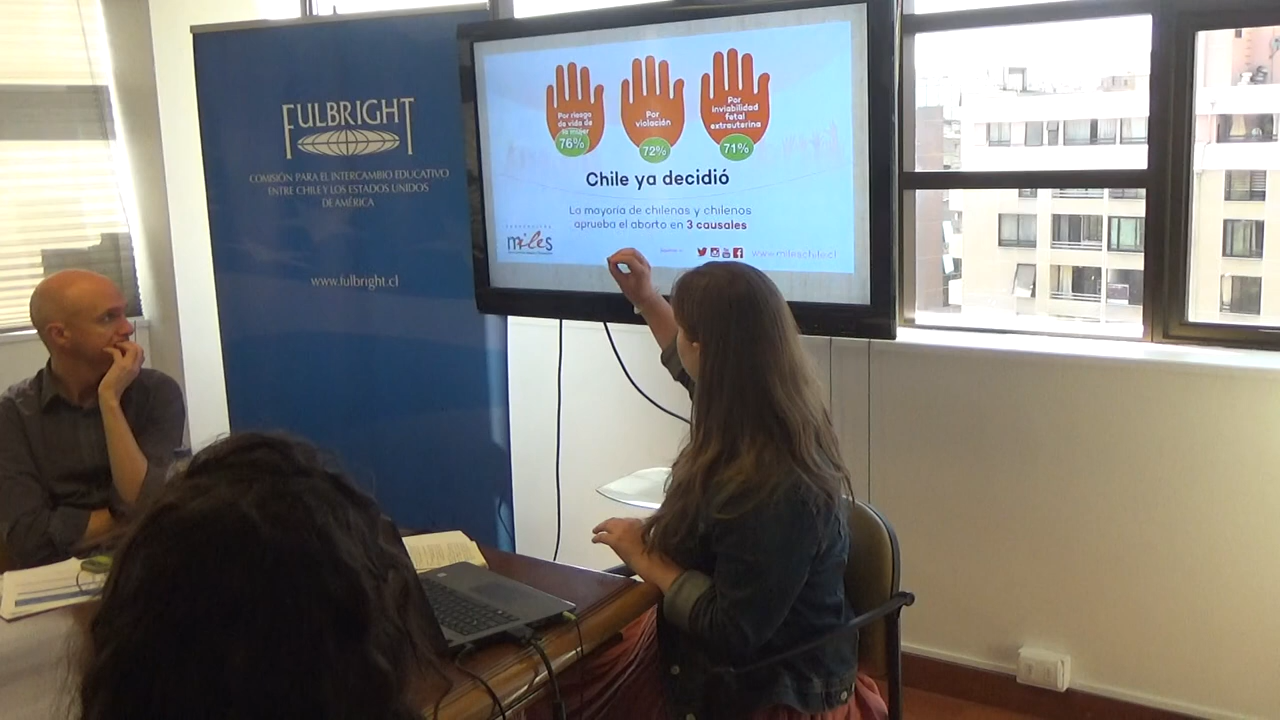 FULBRIGHT
COMISIÓN PARA EL INTERCAMBIO EDUCATIVO
ENTRE CHILE Y LOS ESTADOS UNIDOS
DE AMÉRICA
www.fulbright.cl
Por riesgo
de vida de
la mujer
76%
Por
violación
72%
Por
inviabilidad
fetal
extrauterina
71%
Chile ya decidió
La mayoría de chilenas y chilenos
aprueba el aborto en 3 causales
miles
www.mileschile.cl